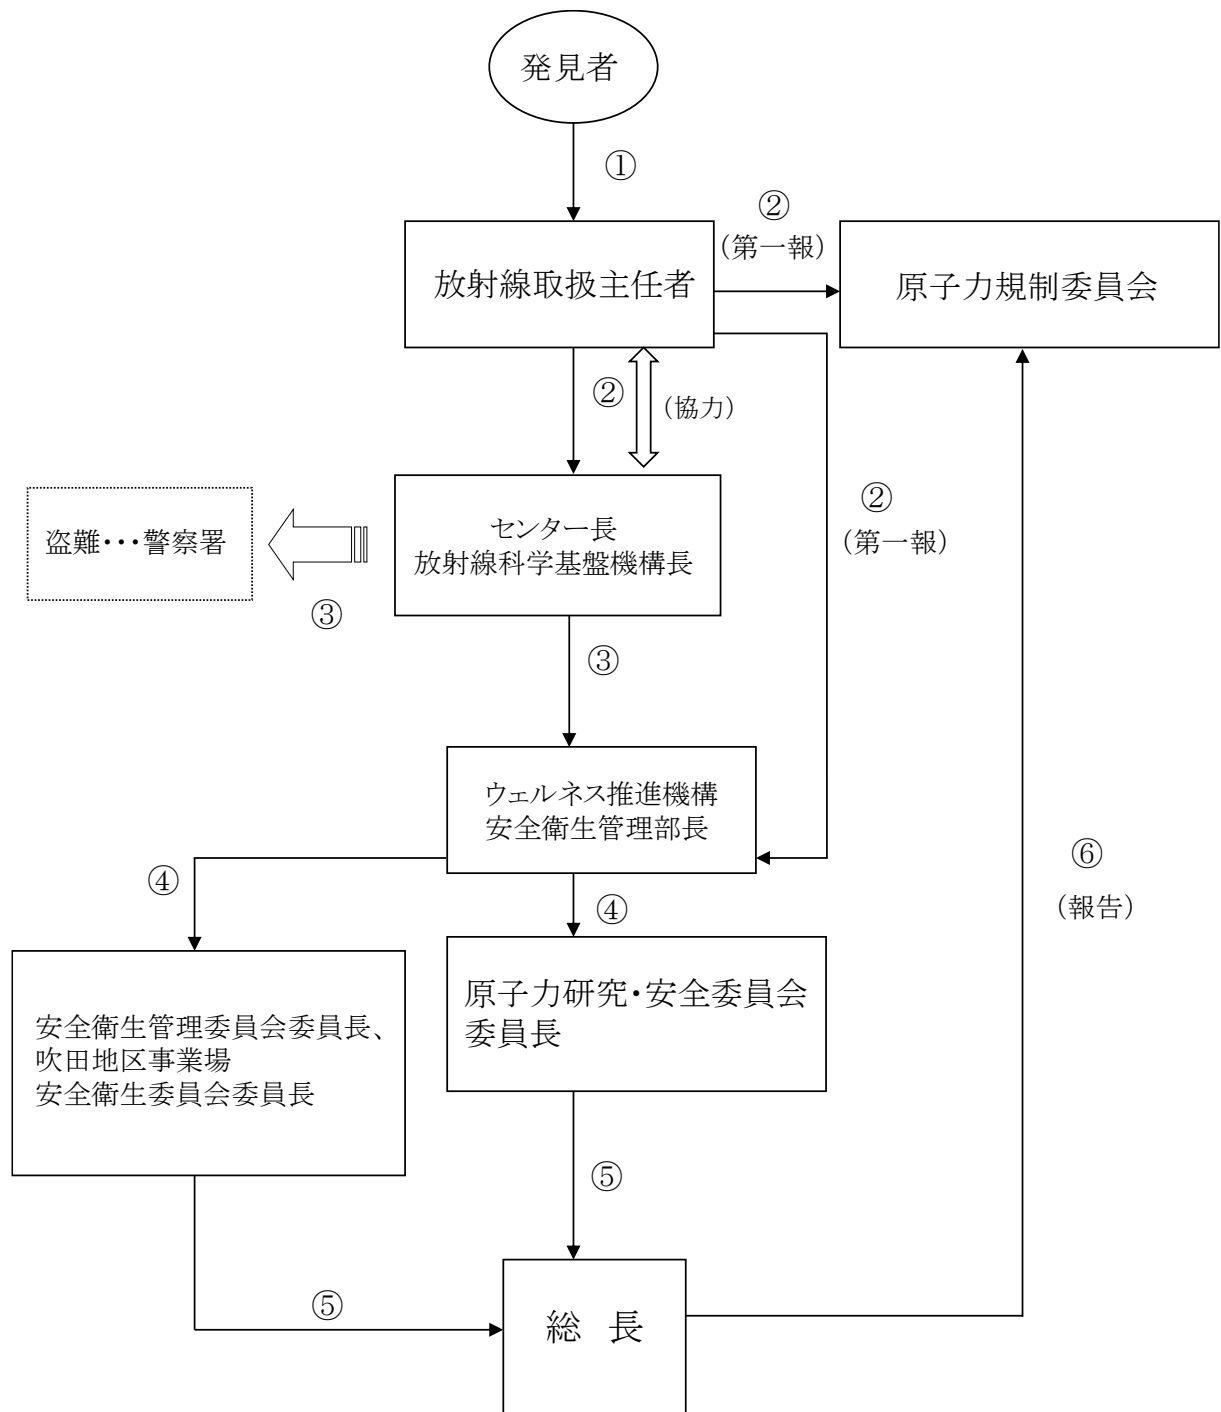 発見者
①
②
(第一報)
放射線取扱主任者
原子力規制委員会
②
(協力)
②
(第一報)
センター長
放射線科学基盤機構長
盗難・・・警察署
③
③
ウェルネス推進機構
安全衛生管理部長
④
④
⑥
(報告)
原子力研究・安全委員会
委員長
安全衛生管理委員会委員長、
吹田地区事業場
安全衛生委員会委員長
⑤
⑤
総 長